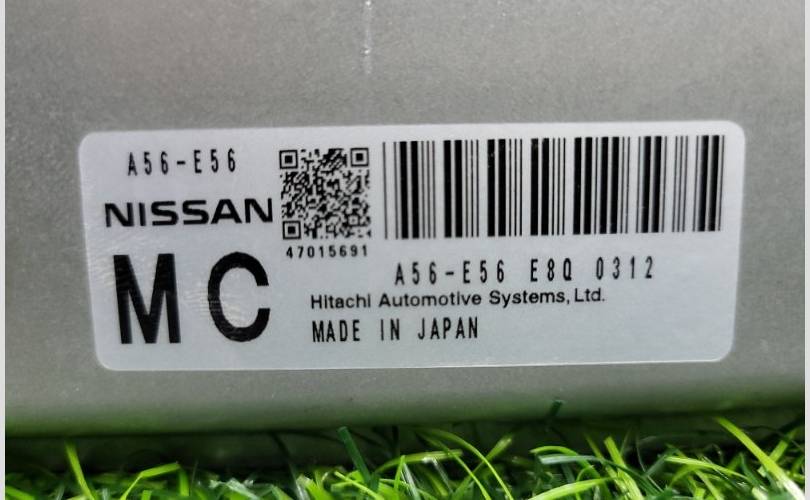 A56-E56
NISSAN
MC
47015691
A56-E56 E8Q 0312
Hitachi Automotive Systems, Ltd.
MADE IN JAPAN